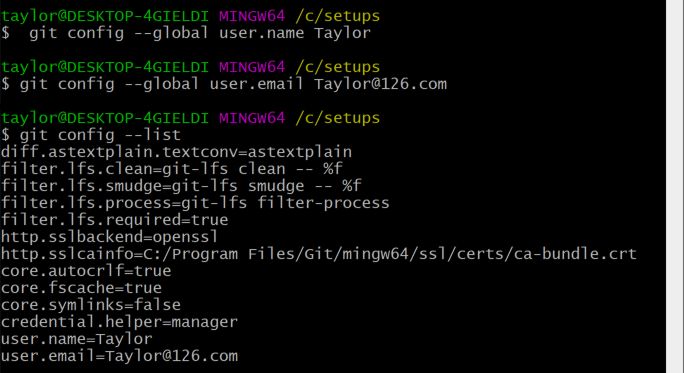 taylor@DESKTOP-4GIELDI MINGW64 /c/setups
$  git config --global user.name Taylor
taylor@DESKTOP-4GIELDI MINGW64 /c/setups
$ git config --global user.email Taylor@126.com
taylor@DESKTOP-4GIELDI MINGW64 /c/setups
$ git config --list
diff.astextplain.textconv=astextplain
filter.lfs.clean=git-lfs clean -- %f
filter.lfs.smudge=git-lfs smudge -- %f
filter.lfs.process=git-lfs filter-process
filter.lfs.required=true
http.sslbackend=openssl
http.sslcainfo=C:/Program Files/Git/mingw64/ssl/certs/ca-bundle.crt
core.autocrlf=true
core.fscache=true
core.symlinks=false
credential.helper=manager
user.name=Taylor
user.email=Taylor@126.com